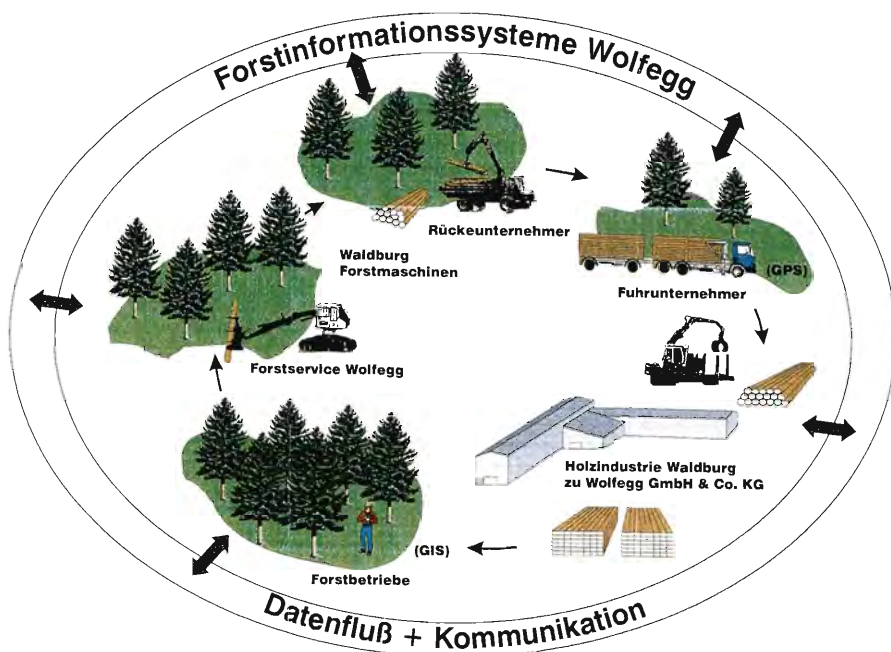 Forstinformationssysteme Wolfegg
Rückeunternehmer
Waldburg
Forstmaschinen
(GPS)
Fuhrunternehmer
Forstservice Wolfegg
Holzindustrie Waldburg
zu Wolfegg GmbH & Co. KG
(GIS)
Forstbetriebe
Datenfluß + Kommunikation